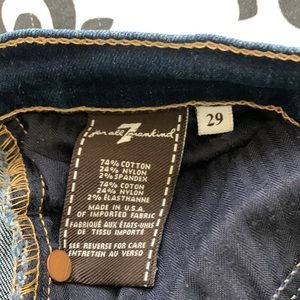 7
for all mankind
29
74% COTTON
24% NYLON
2% SPANDEX
74% COTON
24% NYLON
2% ÉLASTHANNE
MADE IN U.S.A
OF IMPORTED FABRIC
FABRIQUÉ AUX ÉTATS-UNIS
DE TISSU IMPORTÉ
SEE REVERSE FOR CARE
ENTRETIEN AU VERSO